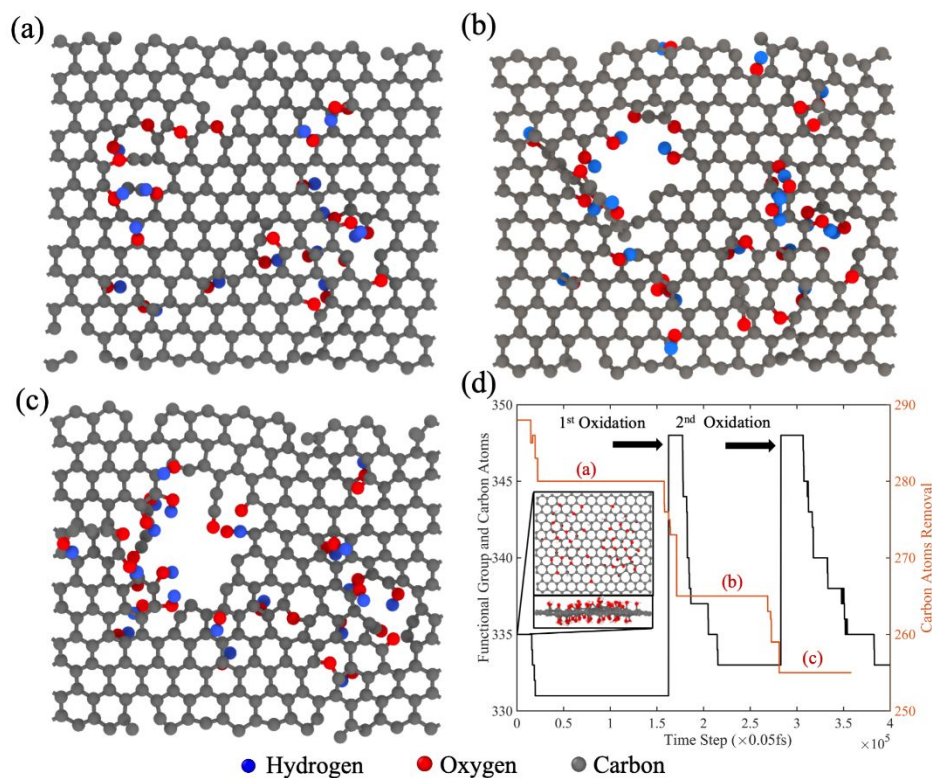 (a)
(b)
(c)
(d)
350
345
340
335
330
Functional Group and Carbon Atoms
1st Oxidation
2nd Oxidation
(a)
(b)
(c)
290
280
270
260
250
Carbon Atoms Removal
0 0.5 1 1.5 2 2.5 3 3.5 4
Time Step (×0.05fs)
×10⁵
Hydrogen Oxygen Carbon